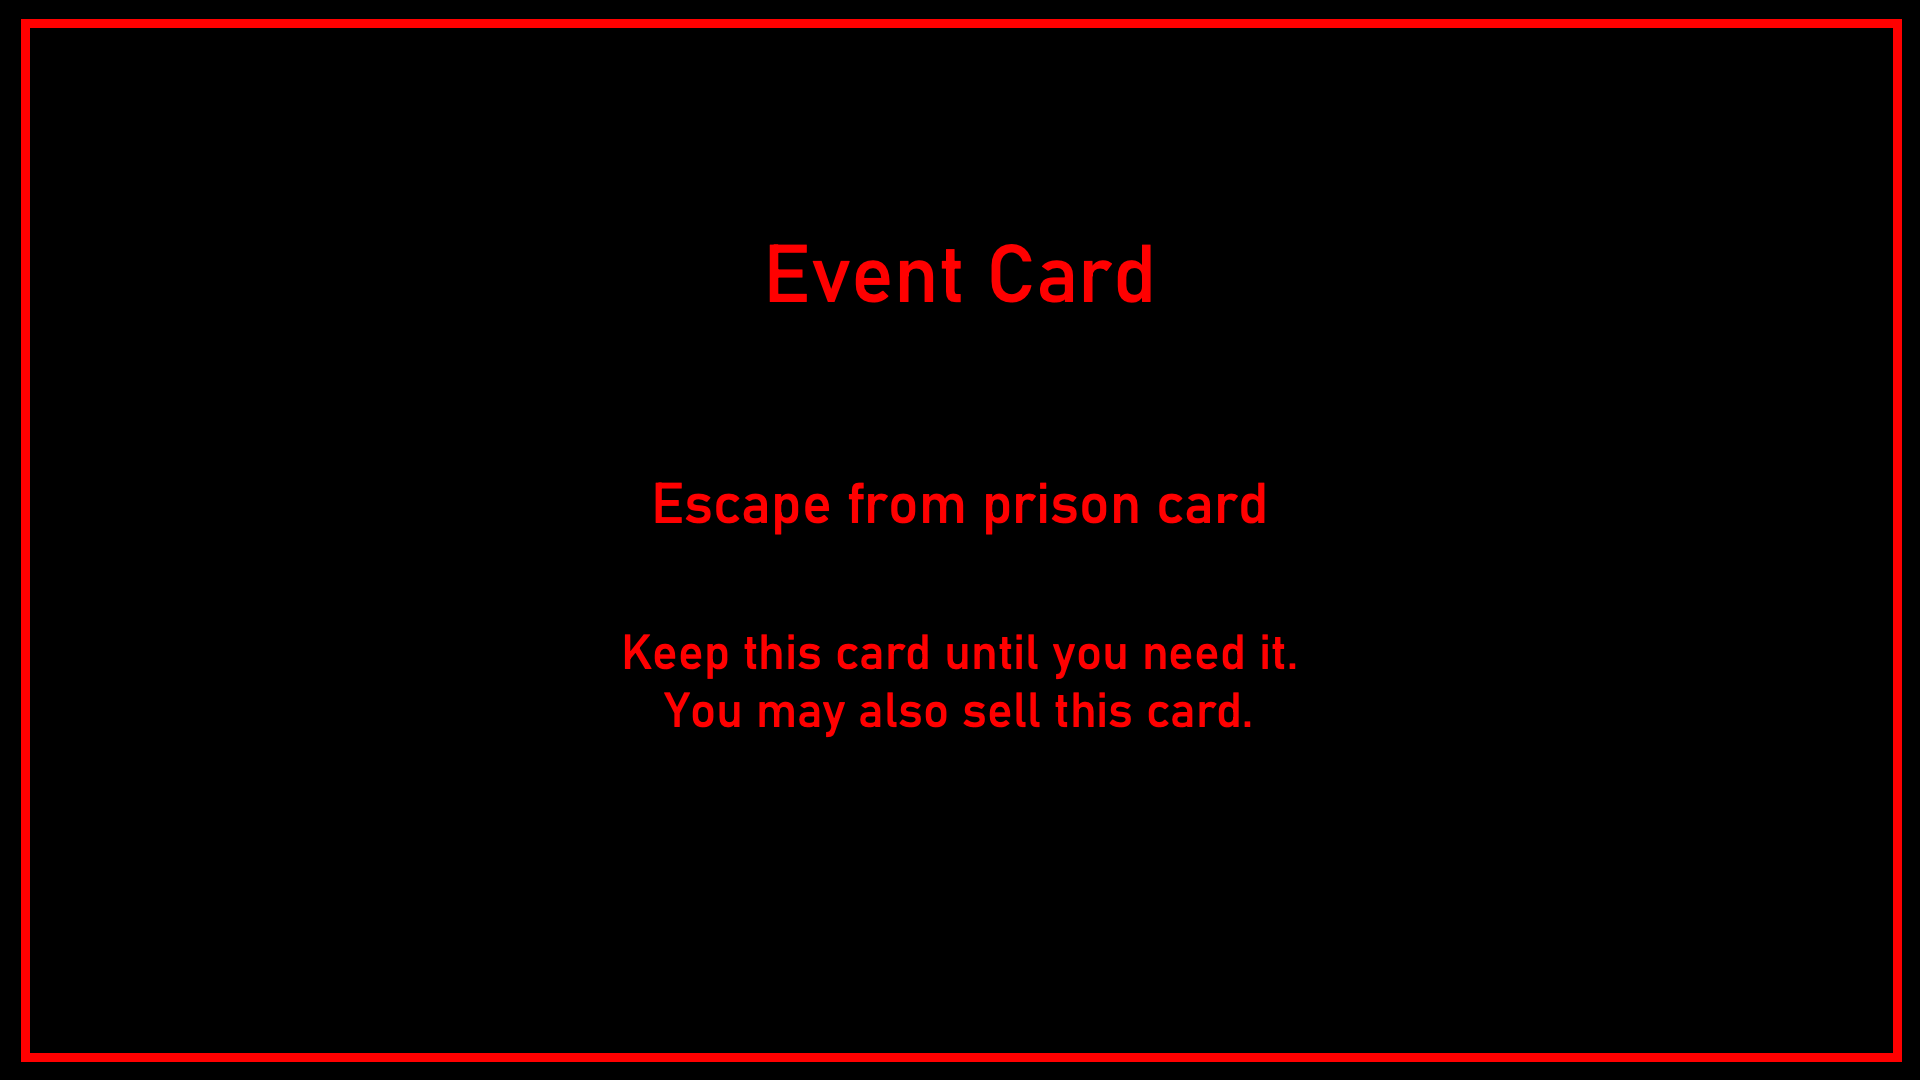 Event Card
Escape from prison card
Keep this card until you need it.
You may also sell this card.